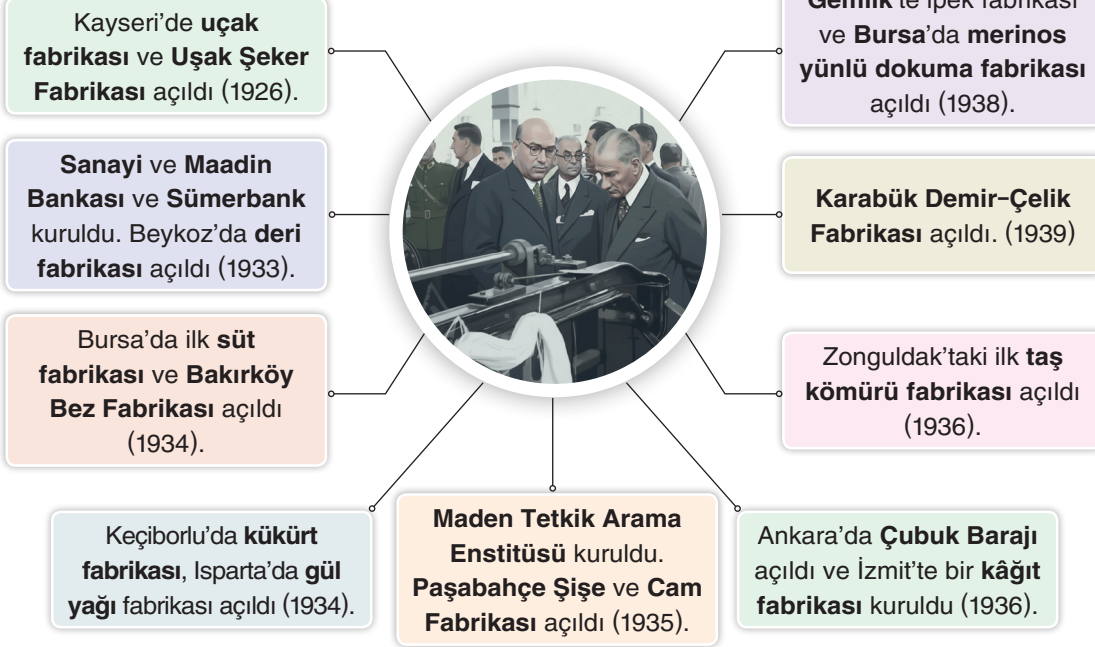 Kayseri’de uçak
fabrikası ve Uşak Şeker
Fabrikası açıldı (1926).
Sanayi ve Maadin
Bankası ve Sümerbank
kuruldu. Beykoz’da deri
fabrikası açıldı (1933).
Bursa’da ilk süt
fabrikası ve Bakırköy
Bez Fabrikası açıldı
(1934).
Keçiborlu’da kükürt
fabrikası, Isparta’da gül
yağı fabrikası açıldı (1934).
Maden Tetkik Arama
Enstitüsü kuruldu.
Paşabahçe Şişe ve Cam
Fabrikası açıldı (1935).
Ankara’da Çubuk Barajı
açıldı ve İzmit’te bir kâğıt
fabrikası kuruldu (1936).
Zonguldak’taki ilk taş
kömürü fabrikası açıldı
(1936).
Karabük Demir-Çelik
Fabrikası açıldı. (1939)
Gemlik’te ipek fabrikası
ve Bursa’da merinos
yünlü dokuma fabrikası
açıldı (1938).